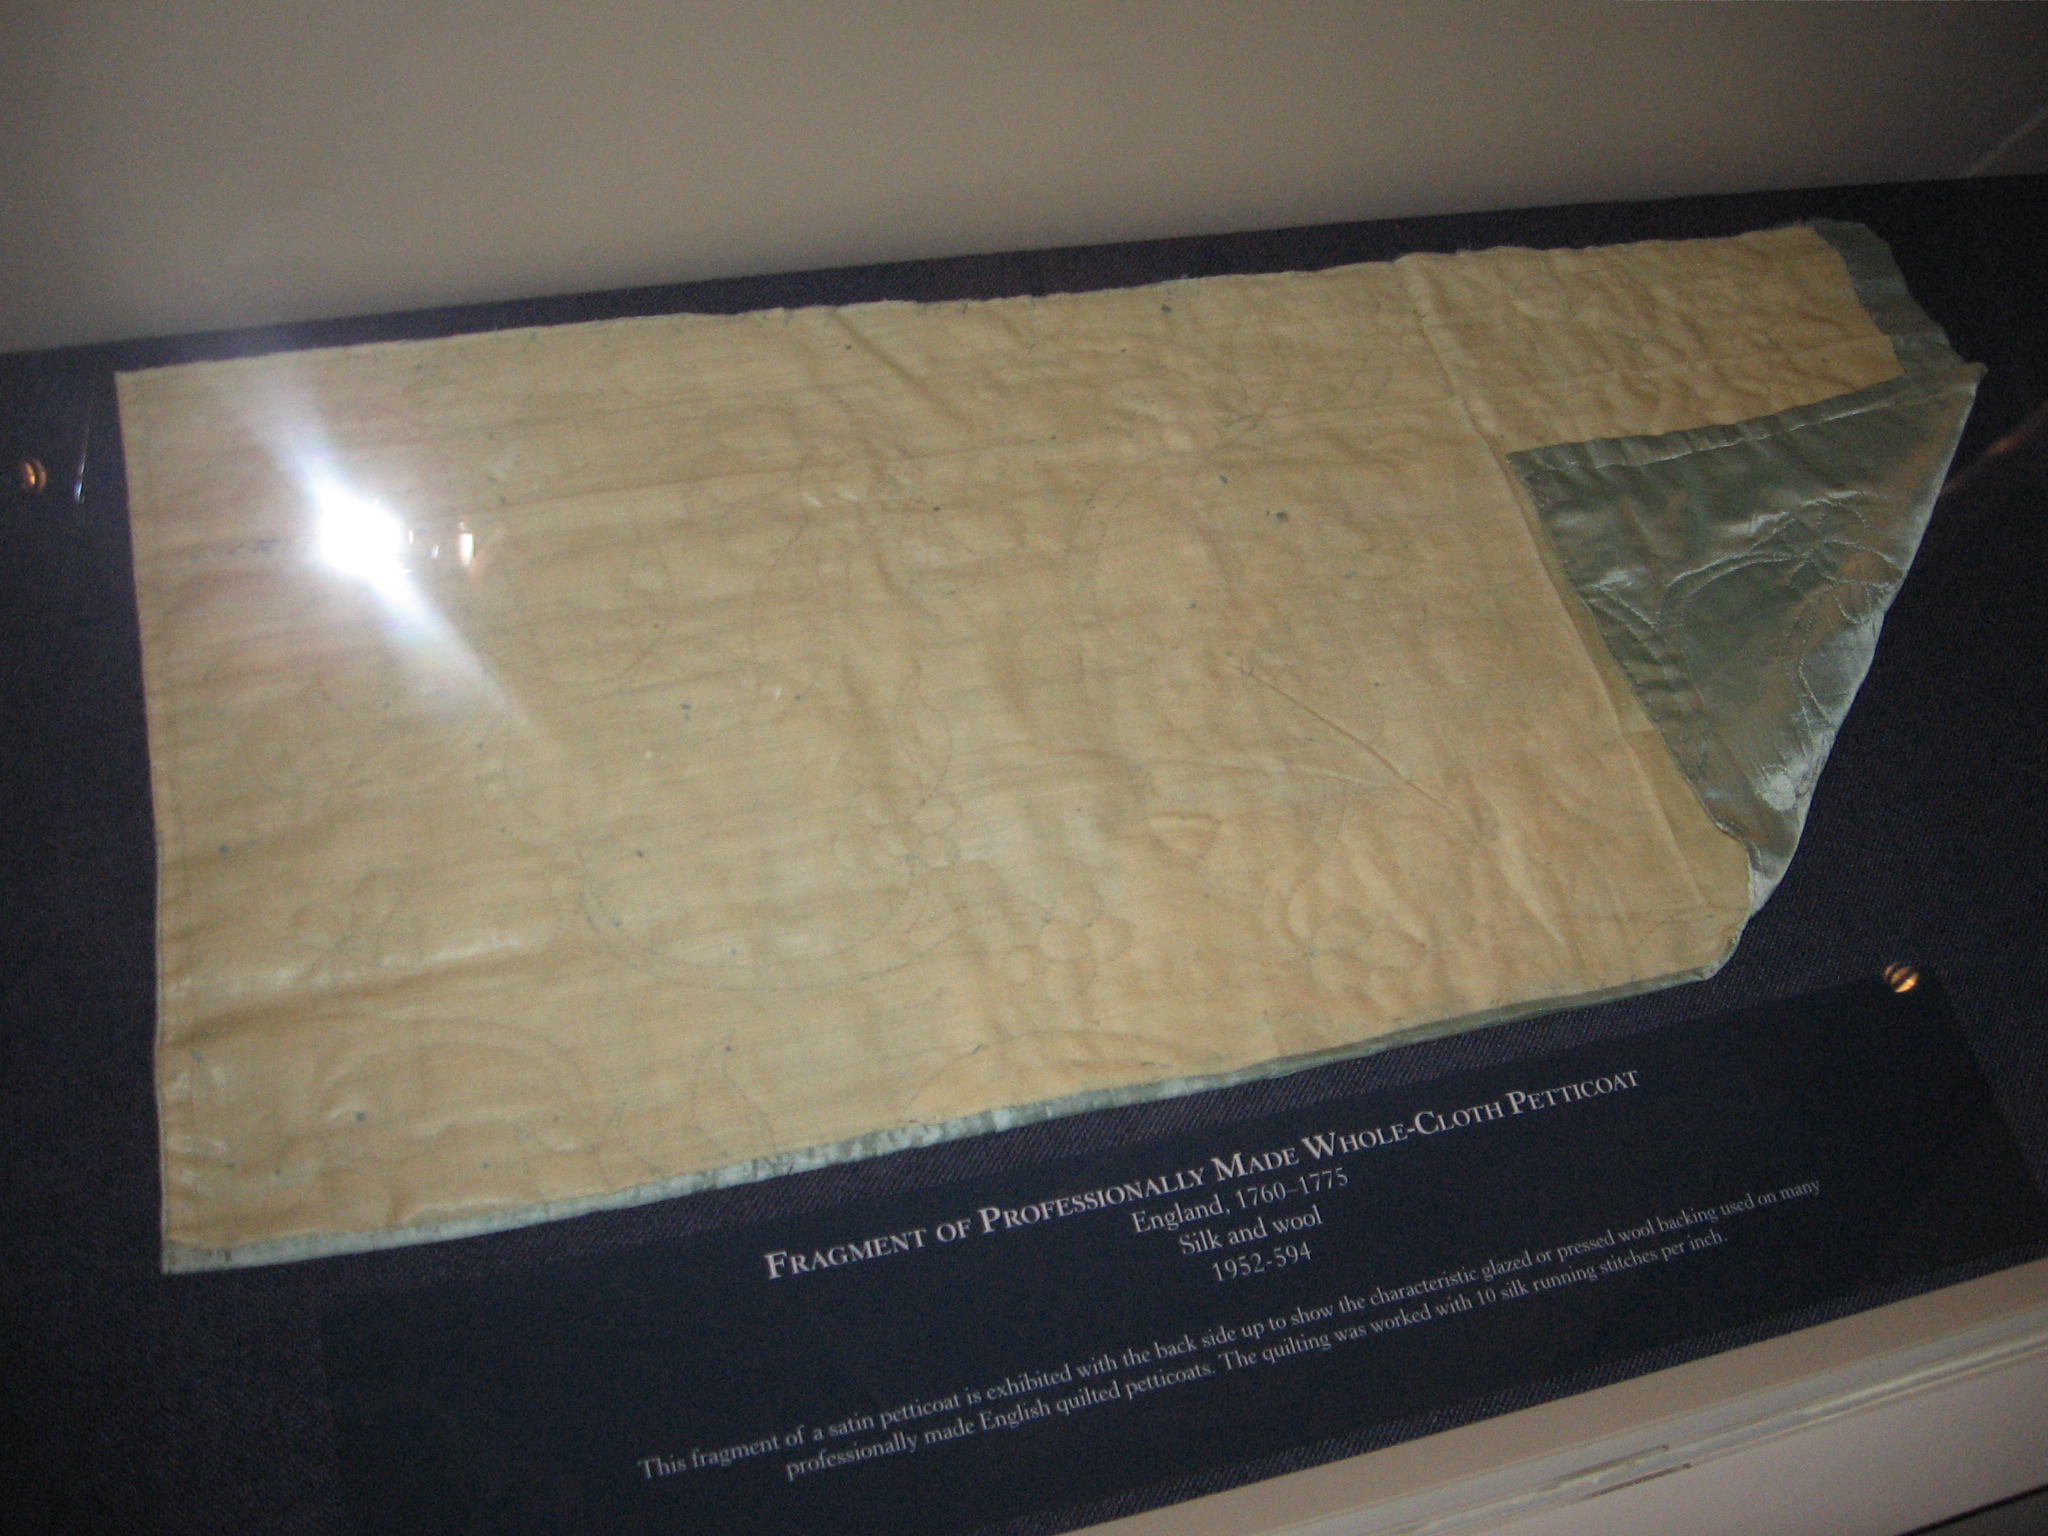 FRAGMENT OF PROFESSIONALLY MADE WHOLE-CLOTH PETTICOAT
England, 1760–1775
Silk and wool
1952-594
This fragment of a satin petticoat is exhibited with the back side up to show the characteristic glazed or pressed wool backing used on many
professionally made English quilted petticoats. The quilting was worked with 10 silk running stitches per inch.